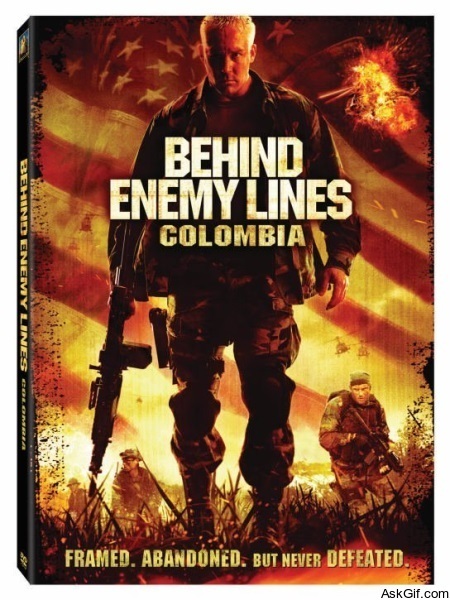 BEHIND
ENEMY LINES
COLOMBIA
BEHIND ENEMY LINES COLOMBIA
FRAMED. ABANDONED. BUT NEVER DEFEATED.
AskGif.com